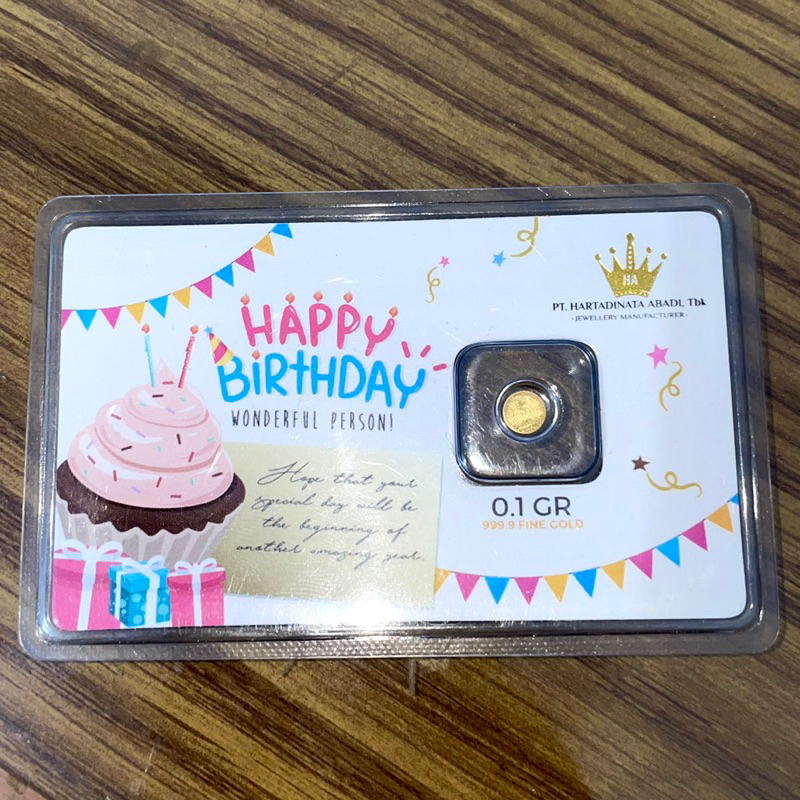 HAPPY
BIRTHDAY
WONDERFUL PERSON!
Hope that your
special day will be
the beginning of
another amazing year.
HA
PT. HARTADINATA ABADI, Tbk
- JEWELLERY MANUFACTURER -
0.1 GR
999.9 FINE GOLD